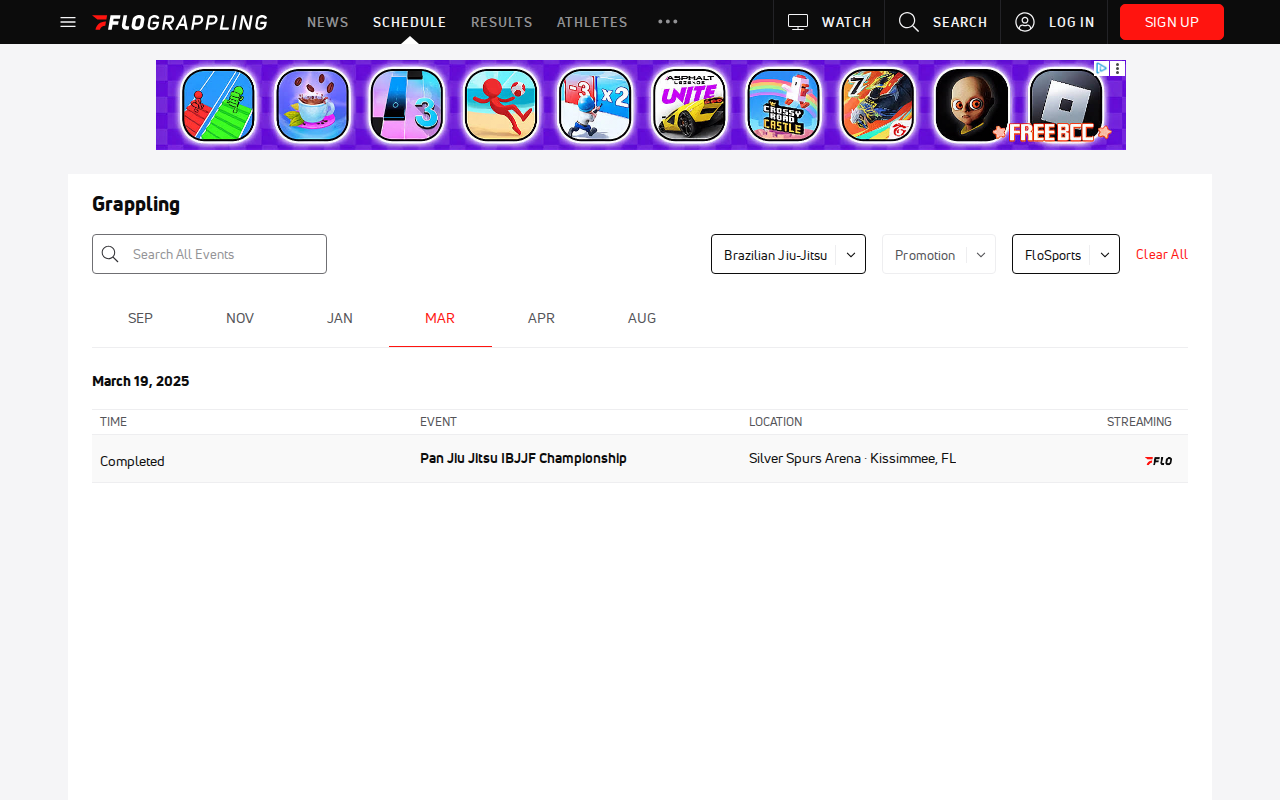 FLOGRAPPLING
NEWS
SCHEDULE
RESULTS
ATHLETES
WATCH
SEARCH
LOG IN
SIGN UP
3
-3 x2
ASPHALT
LEGENDS
UNITE
CROSSY
ROAD
CASTLE
7
FREE BCC
Grappling
Search All Events
Brazilian Jiu-Jitsu
Promotion
FloSports
Clear All
SEP
NOV
JAN
MAR
APR
AUG
March 19, 2025
TIME
EVENT
LOCATION
STREAMING
Completed
Pan Jiu Jitsu IBJJF Championship
Silver Spurs Arena · Kissimmee, FL
FLO